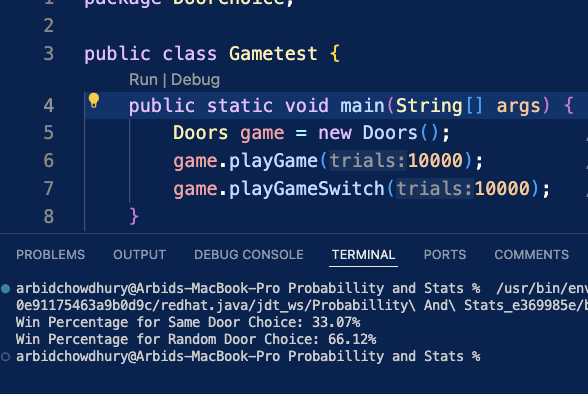 1 package DoorChoice;
2
3 public class Gametest {
Run | Debug
4 public static void main(String[] args) {
5 Doors game = new Doors();
6 game.playGame(trials:10000);
7 game.playGameSwitch(trials:10000);
8 }
PROBLEMS OUTPUT DEBUG CONSOLE TERMINAL PORTS COMMENTS
arbidchowdhury@Arbids-MacBook-Pro Probabillity and Stats % /usr/bin/env
0e91175463a9b0d9c/redhat.java/jdt_ws/Probabillity\ And\ Stats_e369985e/b
Win Percentage for Same Door Choice: 33.07%
Win Percentage for Random Door Choice: 66.12%
arbidchowdhury@Arbids-MacBook-Pro Probabillity and Stats %